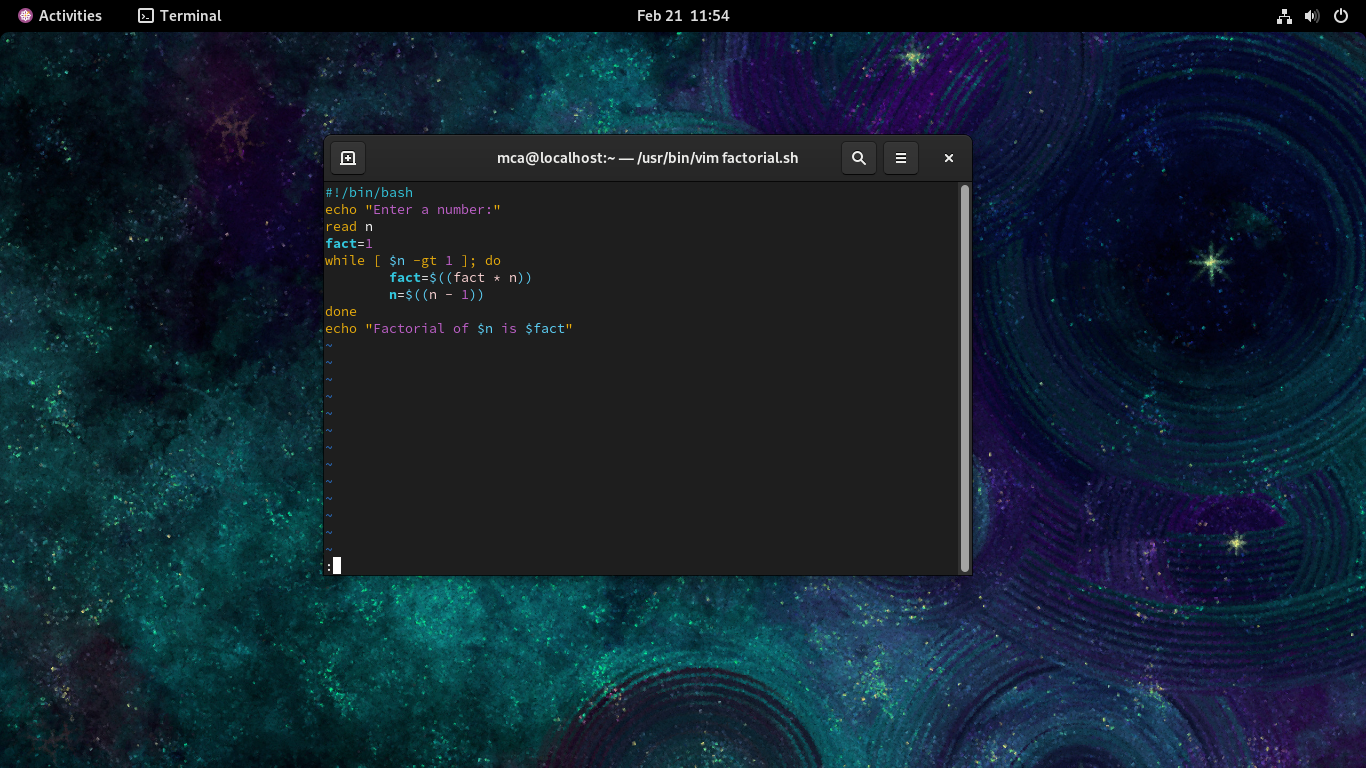 Activities Terminal Feb 21 11:54
mca@localhost:~ — /usr/bin/vim factorial.sh
#!/bin/bash
echo "Enter a number:"
read n
fact=1
while [ $n -gt 1 ]; do
        fact=$((fact * n))
        n=$((n - 1))
done
echo "Factorial of $n is $fact"
~
~
~
~
~
~
~
~
~
~
~
~
~
: